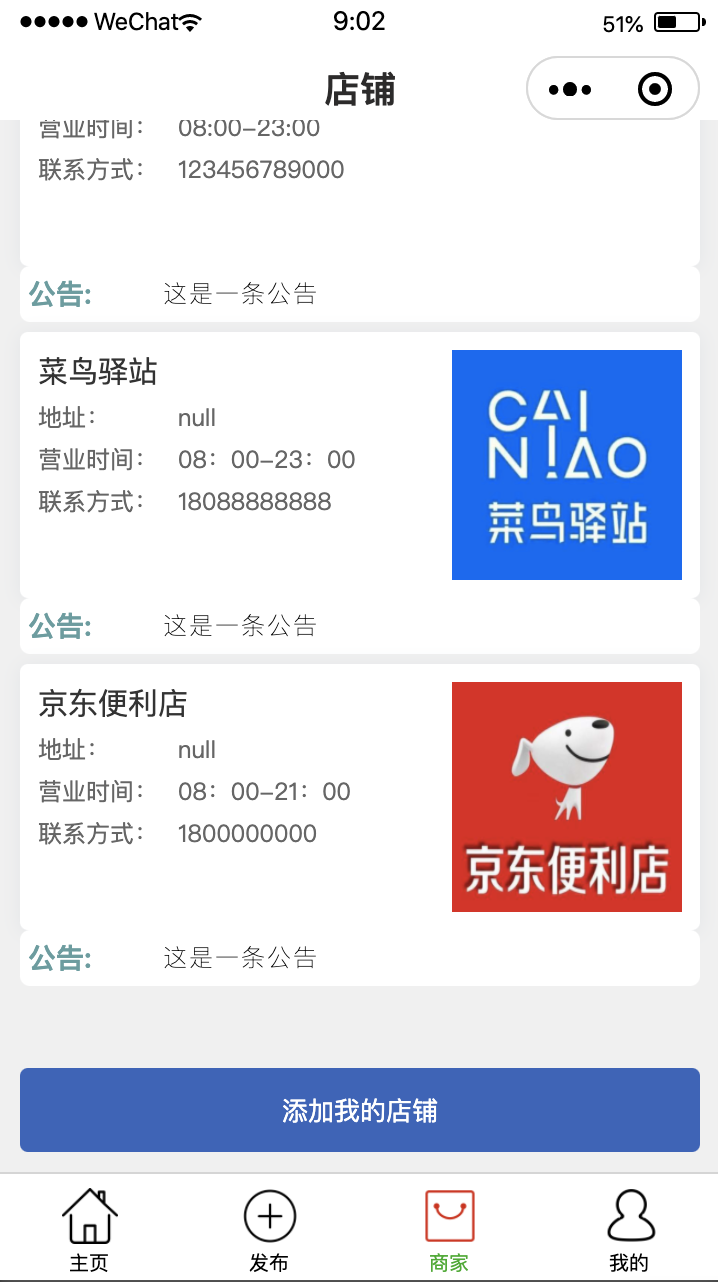 WeChat 9:02 51%
店铺
营业时间: 08:00–23:00
联系方式: 123456789000
公告: 这是一条公告
菜鸟驿站
地址: null
营业时间: 08：00–23：00
联系方式: 18088888888
CAI
NIAO
菜鸟驿站
公告: 这是一条公告
京东便利店
地址: null
营业时间: 08：00–21：00
联系方式: 1800000000
京东便利店
公告: 这是一条公告
添加我的店铺
主页 发布 商家 我的